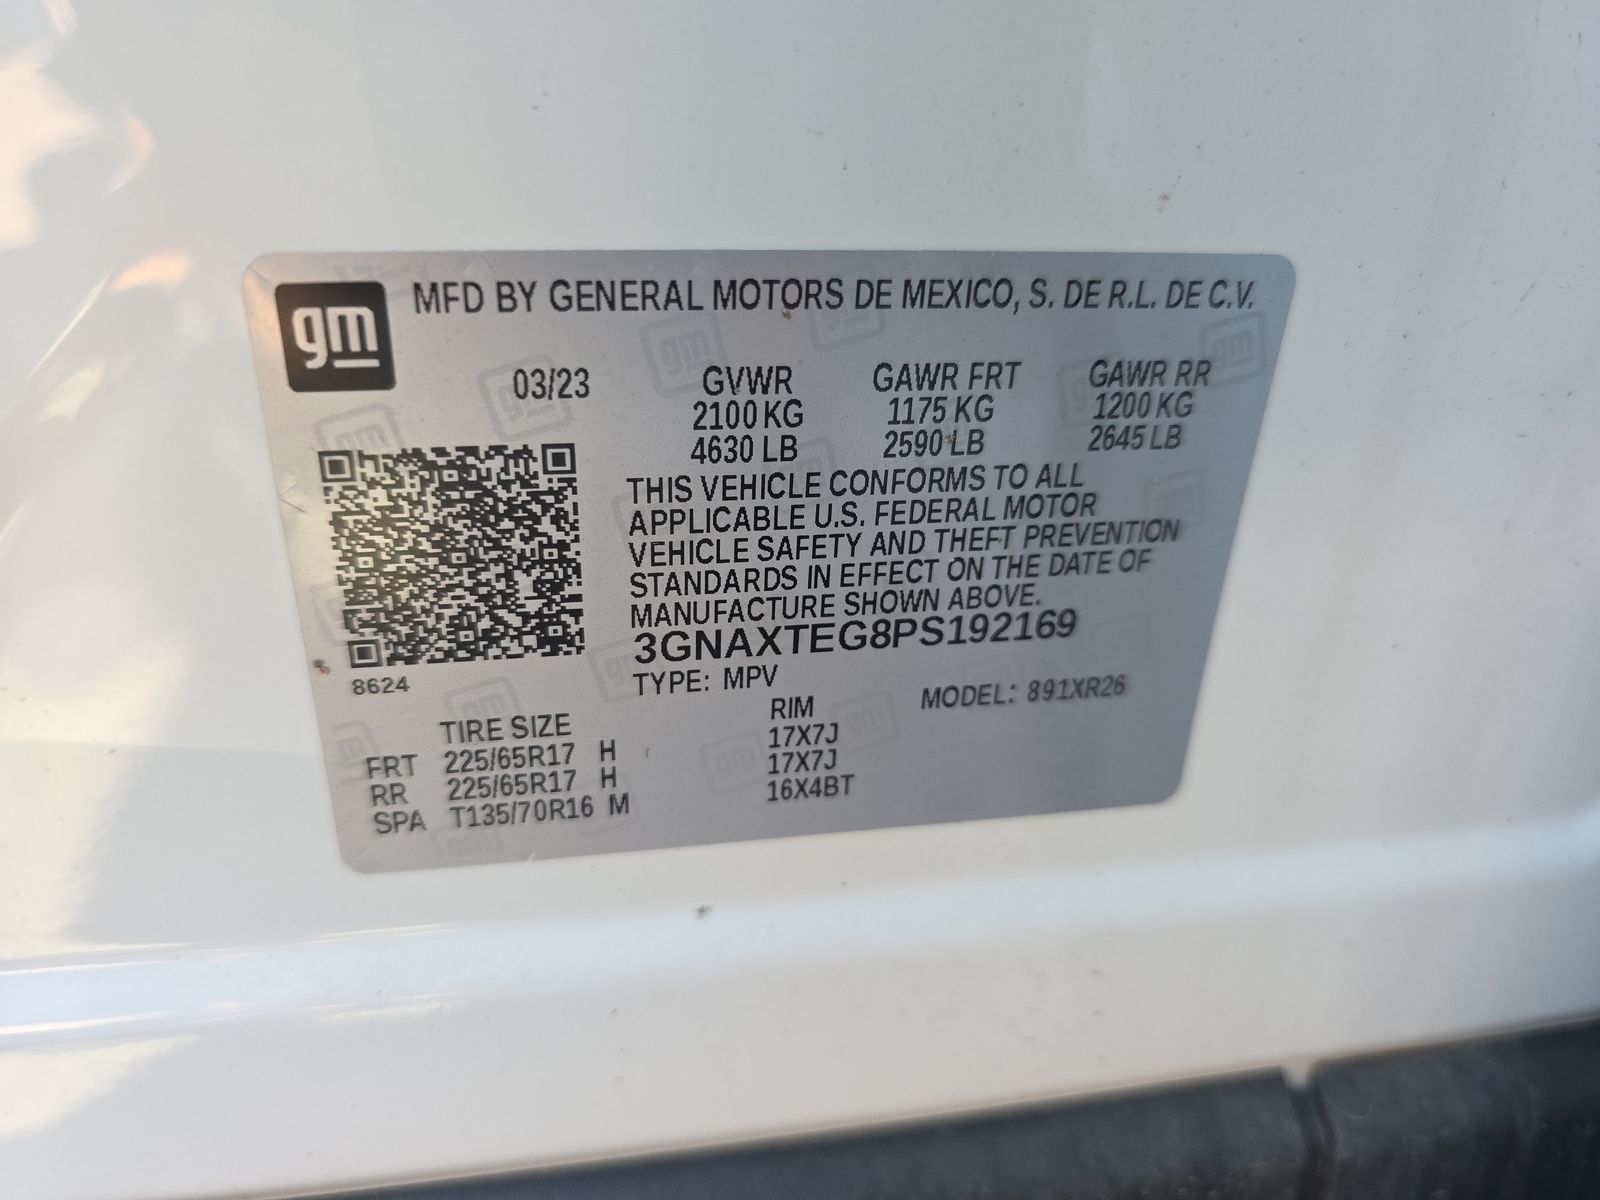 gm
MFD BY GENERAL MOTORS DE MEXICO, S. DE R.L. DE C.V.
03/23 GVWR GAWR FRT GAWR RR
2100 KG 1175 KG 1200 KG
4630 LB 2590 LB 2645 LB
THIS VEHICLE CONFORMS TO ALL
APPLICABLE U.S. FEDERAL MOTOR
VEHICLE SAFETY AND THEFT PREVENTION
STANDARDS IN EFFECT ON THE DATE OF
MANUFACTURE SHOWN ABOVE.
3GNAXTEG8PS192169
8624 TYPE: MPV MODEL: 891XR26
TIRE SIZE RIM
FRT 225/65R17 H 17X7J
RR 225/65R17 H 17X7J
SPA T135/70R16 M 16X4BT